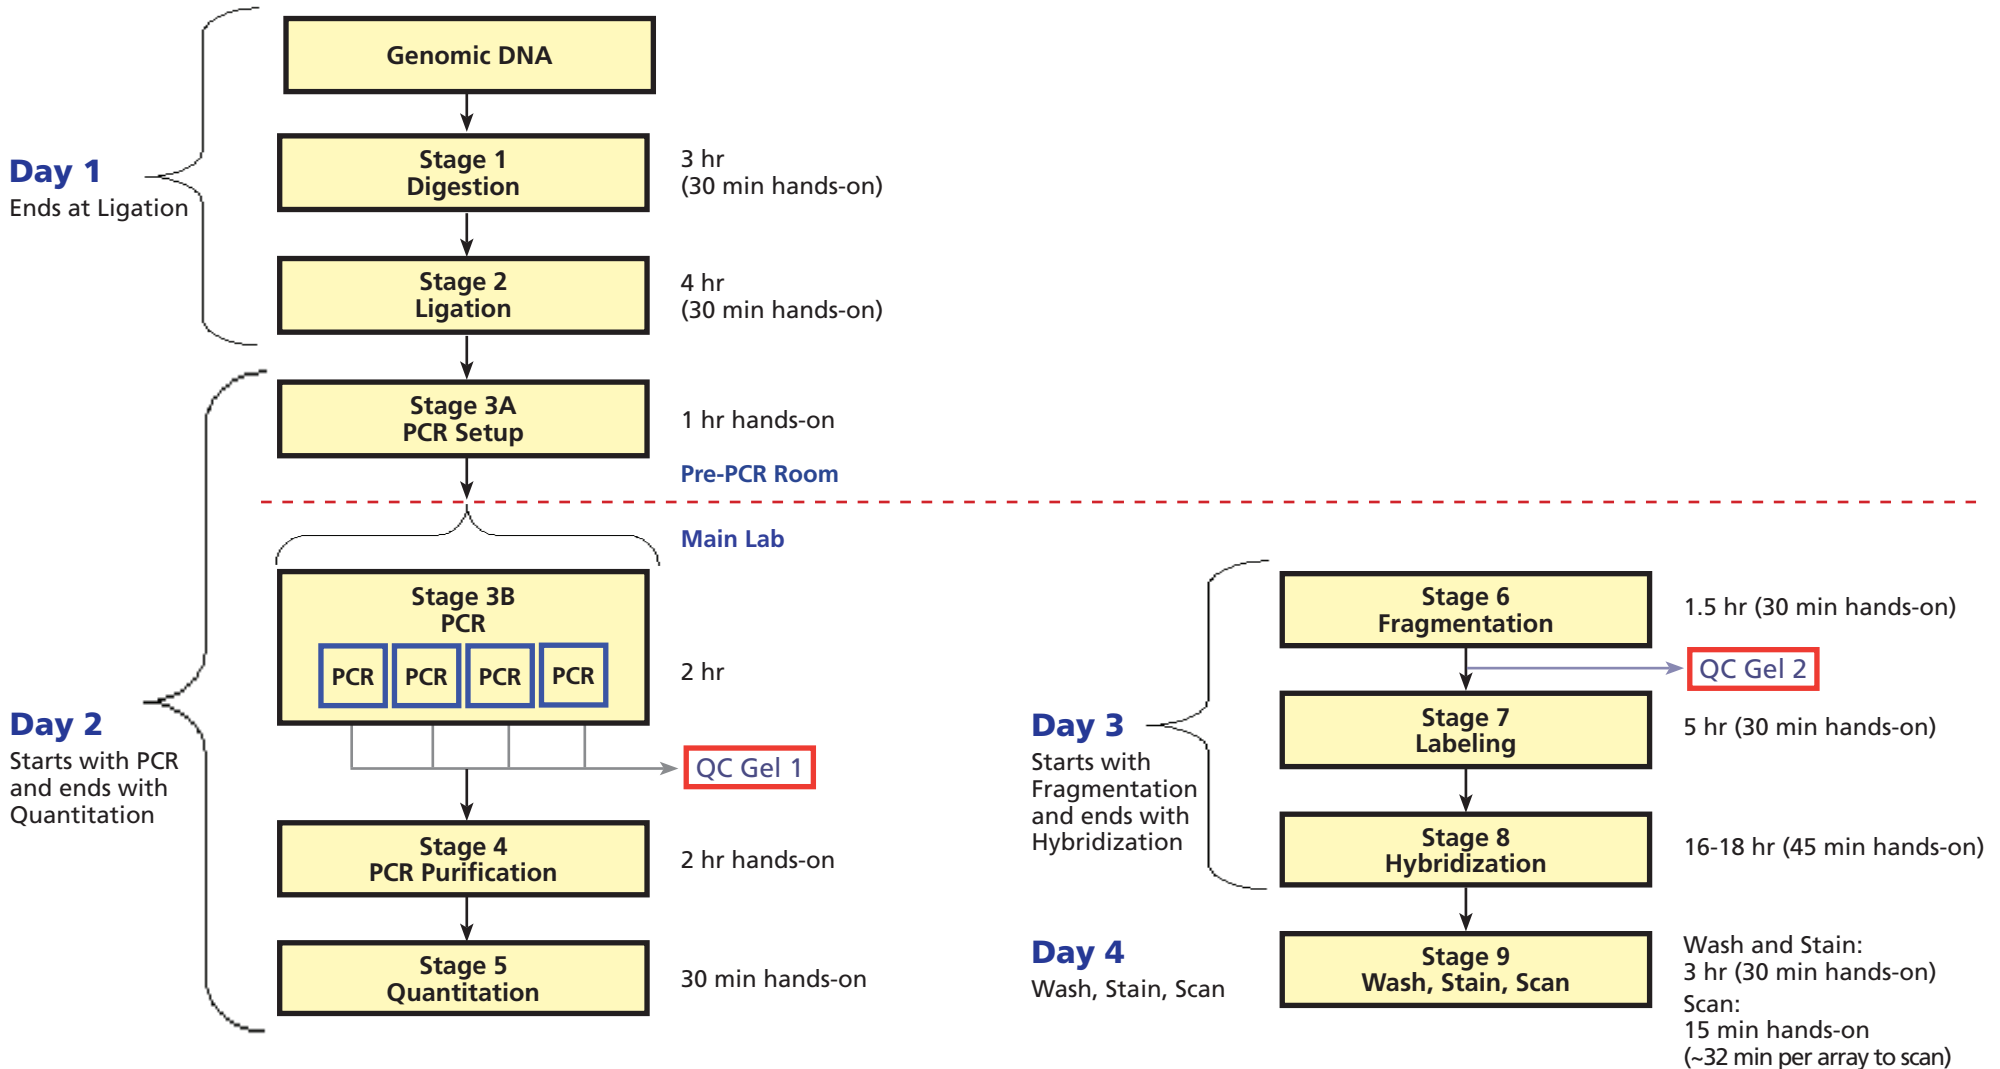 Genomic DNA
Day 1
Ends at Ligation
Stage 1
Digestion
3 hr
(30 min hands-on)
Stage 2
Ligation
4 hr
(30 min hands-on)
Stage 3A
PCR Setup
1 hr hands-on
Pre-PCR Room
Main Lab
Day 2
Starts with PCR
and ends with
Quantitation
Stage 3B
PCR
PCR PCR PCR PCR
2 hr
QC Gel 1
Stage 4
PCR Purification
2 hr hands-on
Stage 5
Quantitation
30 min hands-on
Day 3
Starts with
Fragmentation
and ends with
Hybridization
Stage 6
Fragmentation
1.5 hr (30 min hands-on)
QC Gel 2
Stage 7
Labeling
5 hr (30 min hands-on)
Stage 8
Hybridization
16-18 hr (45 min hands-on)
Day 4
Wash, Stain, Scan
Stage 9
Wash, Stain, Scan
Wash and Stain:
3 hr (30 min hands-on)
Scan:
15 min hands-on
(~32 min per array to scan)